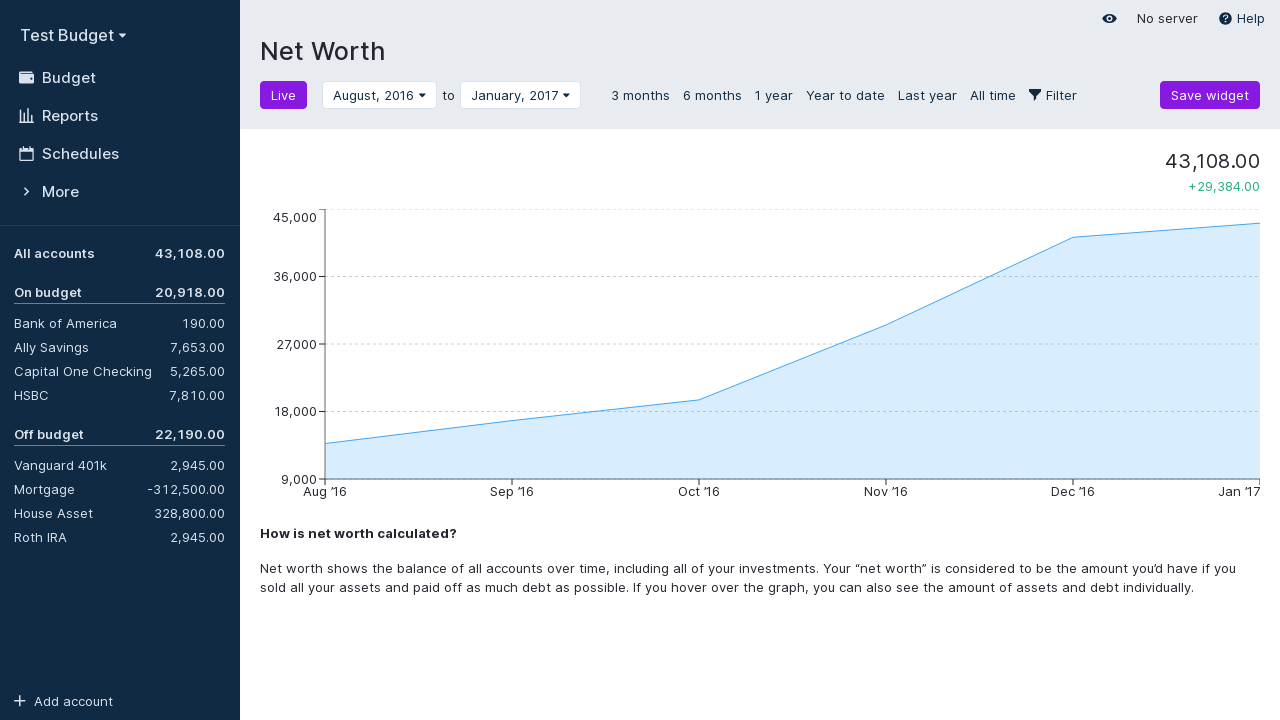 Test Budget
Budget
Reports
Schedules
More
All accounts 43,108.00
On budget 20,918.00
Bank of America 190.00
Ally Savings 7,653.00
Capital One Checking 5,265.00
HSBC 7,810.00
Off budget 22,190.00
Vanguard 401k 2,945.00
Mortgage -312,500.00
House Asset 328,800.00
Roth IRA 2,945.00
Add account
No server Help
Net Worth
Live August, 2016 to January, 2017 3 months 6 months 1 year Year to date Last year All time Filter Save widget
43,108.00
+29,384.00
45,000
36,000
27,000
18,000
9,000
Aug ‘16 Sep ‘16 Oct ‘16 Nov ‘16 Dec ‘16 Jan ‘17
How is net worth calculated?
Net worth shows the balance of all accounts over time, including all of your investments. Your “net worth” is considered to be the amount you’d have if you
sold all your assets and paid off as much debt as possible. If you hover over the graph, you can also see the amount of assets and debt individually.